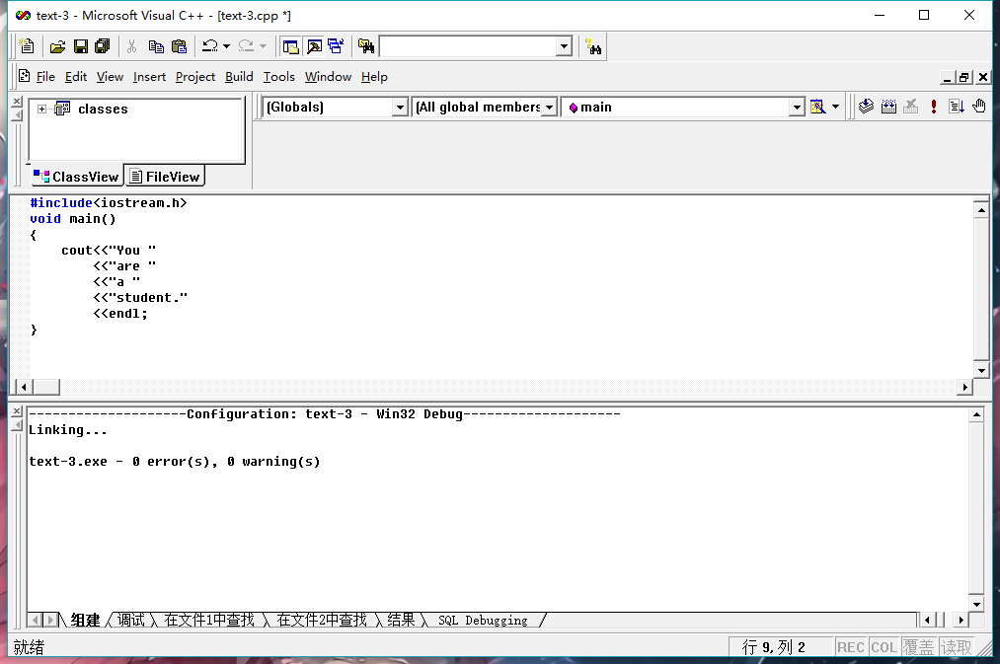 text-3 - Microsoft Visual C++ - [text-3.cpp *]
File Edit View Insert Project Build Tools Window Help
classes
(Globals) (All global members main
ClassView FileView
#include<iostream.h>
void main()
{
cout<<"You "
<<"are "
<<"a "
<<"student."
<<endl;
}
--------------------Configuration: text-3 - Win32 Debug--------------------
Linking...
text-3.exe - 0 error(s), 0 warning(s)
组建 调试 在文件1中查找 在文件2中查找 结果 SQL Debugging
就绪 行 9, 列 2 REC COL 覆盖 读取